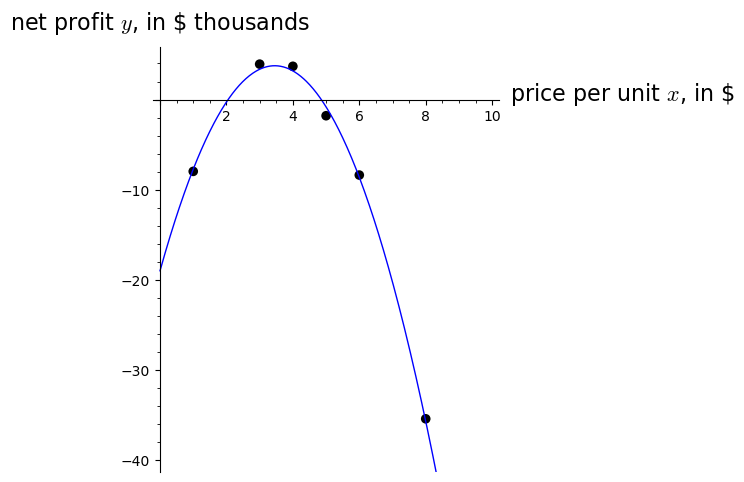 net profit y, in $ thousands
price per unit x, in $
2 4 6 8 10
−10
−20
−30
−40